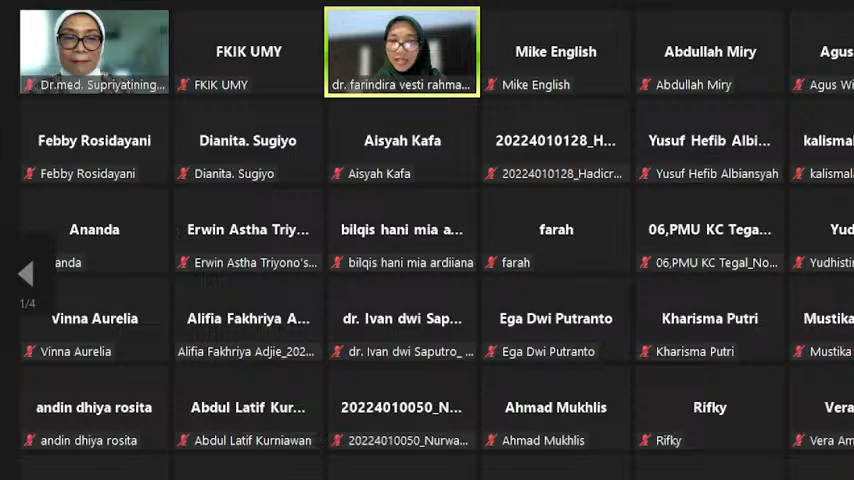 Dr.med. Supriyatining...
FKIK UMY
FKIK UMY
dr. farindira vesti rahma...
Mike English
Mike English
Abdullah Miry
Abdullah Miry
Agus
Agus Wi
Febby Rosidayani
Febby Rosidayani
Dianita. Sugiyo
Dianita. Sugiyo
Aisyah Kafa
Aisyah Kafa
20224010128_H...
20224010128_Hadicr...
Yusuf Hefib Albi...
Yusuf Hefib Albiansyah
kalismal
kalismala
Ananda
anda
Erwin Astha Triy...
Erwin Astha Triyono's...
bilqis hani mia a...
bilqis hani mia ardiiana
farah
farah
06,PMU KC Tega...
06,PMU KC Tegal_No...
Yud
Yudhistin
1/4
Vinna Aurelia
Vinna Aurelia
Alifia Fakhriya A...
Alifia Fakhriya Adjie_202...
dr. Ivan dwi Sap...
dr. Ivan dwi Saputro_ ...
Ega Dwi Putranto
Ega Dwi Putranto
Kharisma Putri
Kharisma Putri
Mustika
Mustika
andin dhiya rosita
andin dhiya rosita
Abdul Latif Kur...
Abdul Latif Kurniawan
20224010050_N...
20224010050_Nurwa...
Ahmad Mukhlis
Ahmad Mukhlis
Rifky
Rifky
Vera
Vera Am